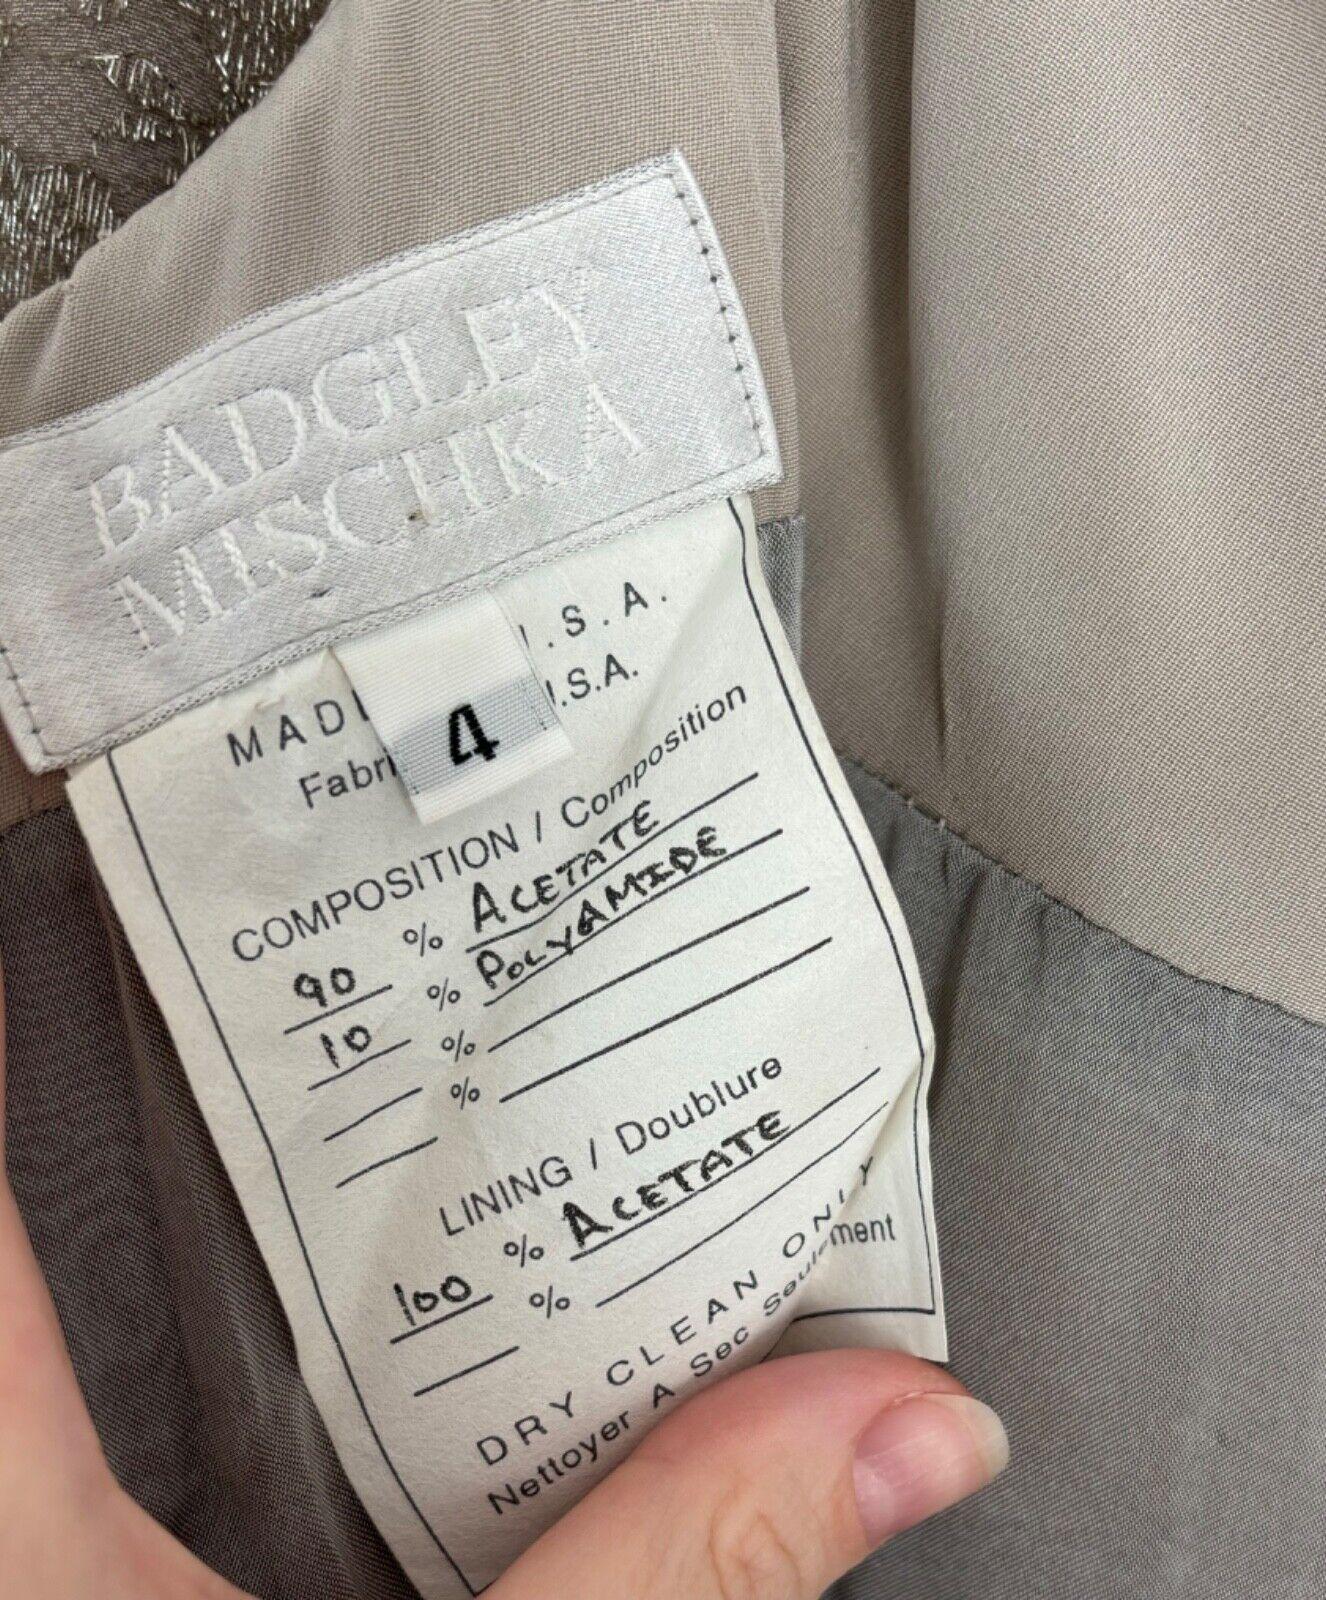 BADGLEY
MISCHKA
4
MADE .S.A.
Fabri .S.A.
COMPOSITION / Composition
90 % ACETATE
10 % POLYAMIDE
%
%
LINING / Doublure
100 % ACETATE
%
DRY CLEAN ONLY
Nettoyer A Sec Seulement